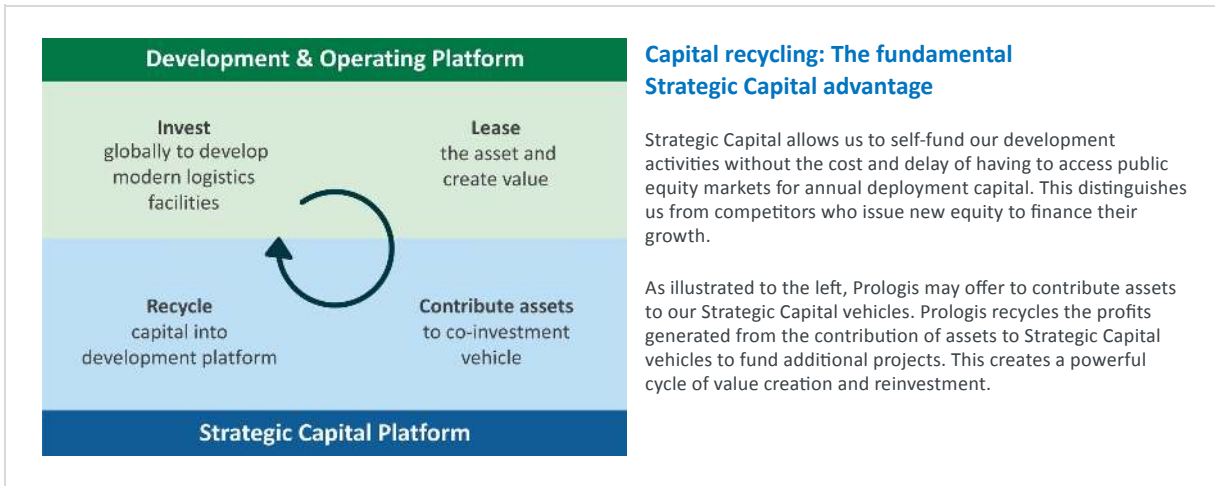 Development & Operating Platform
Invest
globally to develop
modern logistics
facilities
Lease
the asset and
create value
Recycle
capital into
development platform
Contribute assets
to co-investment
vehicle
Strategic Capital Platform
Capital recycling: The fundamental
Strategic Capital advantage
Strategic Capital allows us to self-fund our development
activities without the cost and delay of having to access public
equity markets for annual deployment capital. This distinguishes
us from competitors who issue new equity to finance their
growth.
As illustrated to the left, Prologis may offer to contribute assets
to our Strategic Capital vehicles. Prologis recycles the profits
generated from the contribution of assets to Strategic Capital
vehicles to fund additional projects. This creates a powerful
cycle of value creation and reinvestment.